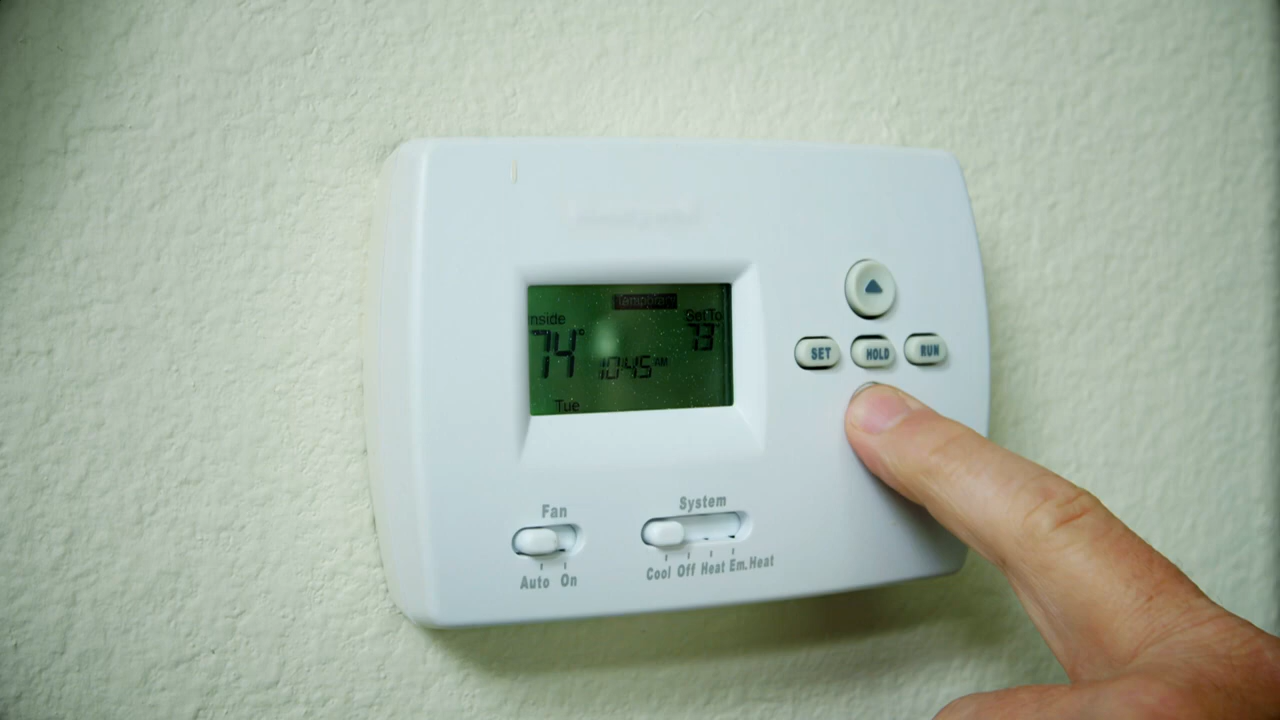 Temporary
Inside
Set To
74°
73°
10:45 AM
Tue
SET
HOLD
RUN
Fan
System
Auto On
Cool Off Heat Em.Heat